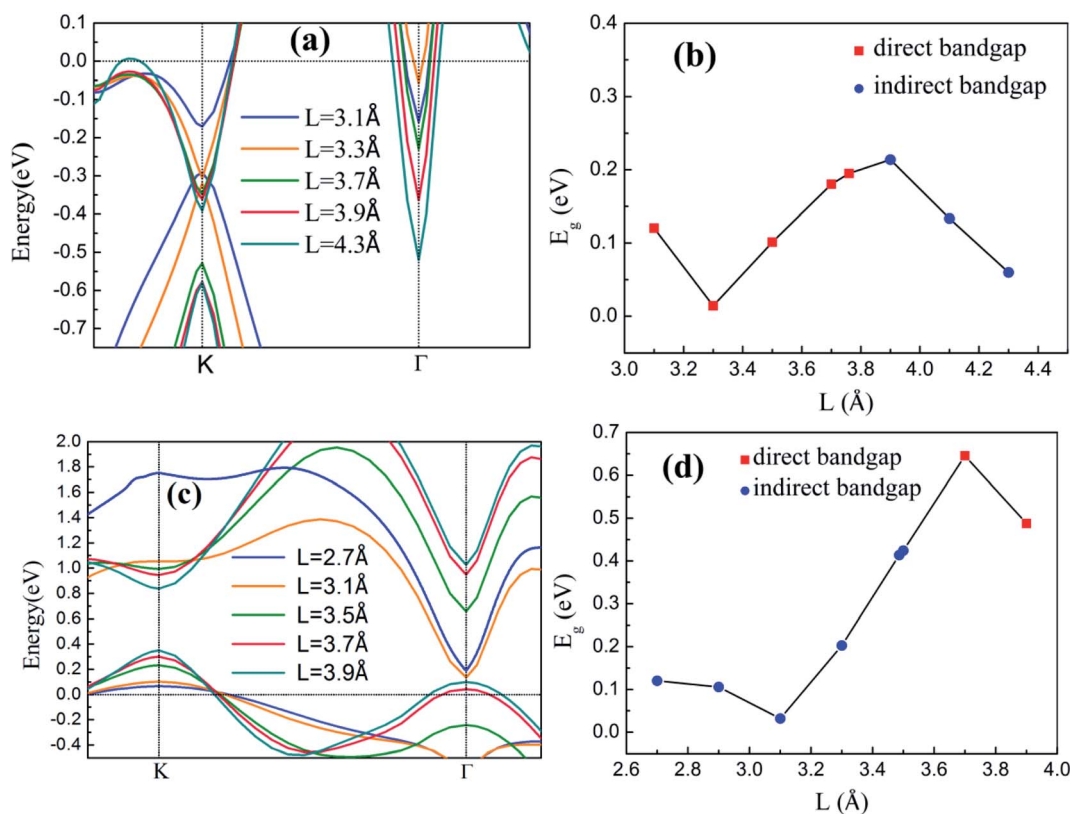 (a)
0.1
0.0
-0.1
-0.2
-0.3
-0.4
-0.5
-0.6
-0.7
Energy(eV)
L=3.1Å
L=3.3Å
L=3.7Å
L=3.9Å
L=4.3Å
K
Γ
(b)
direct bandgap
indirect bandgap
0.4
0.3
0.2
0.1
0.0
E_g (eV)
3.0 3.2 3.4 3.6 3.8 4.0 4.2 4.4
L (Å)
(c)
2.0
1.8
1.6
1.4
1.2
1.0
0.8
0.6
0.4
0.2
0.0
-0.2
-0.4
Energy(eV)
L=2.7Å
L=3.1Å
L=3.5Å
L=3.7Å
L=3.9Å
K
Γ
(d)
direct bandgap
indirect bandgap
0.7
0.6
0.5
0.4
0.3
0.2
0.1
0.0
E_g (eV)
2.6 2.8 3.0 3.2 3.4 3.6 3.8 4.0
L (Å)